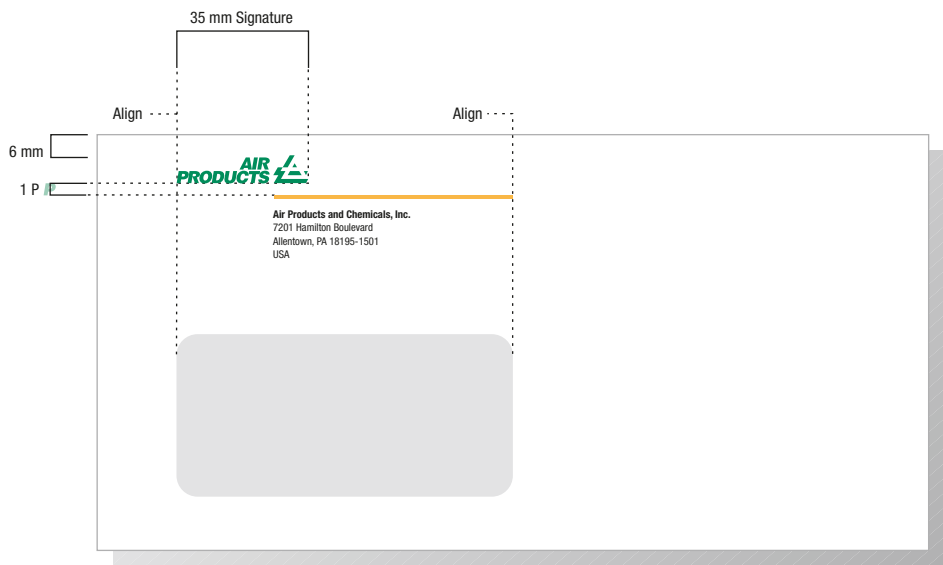 35 mm Signature
Align
Align
6 mm
AIR
PRODUCTS
1 P P
Air Products and Chemicals, Inc.
7201 Hamilton Boulevard
Allentown, PA 18195-1501
USA